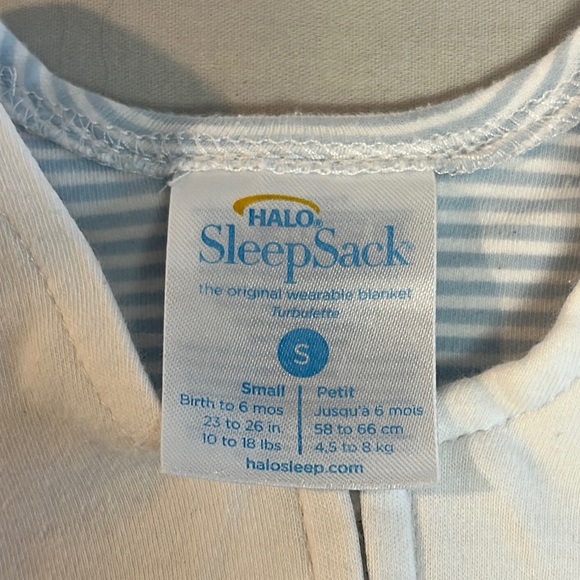 HALO®
SleepSack®
the original wearable blanket
Turbulette
S
Small
Birth to 6 mos
23 to 26 in.
10 to 18 lbs
Petit
Jusqu'à 6 mois
58 to 66 cm
4,5 to 8 kg
halosleep.com